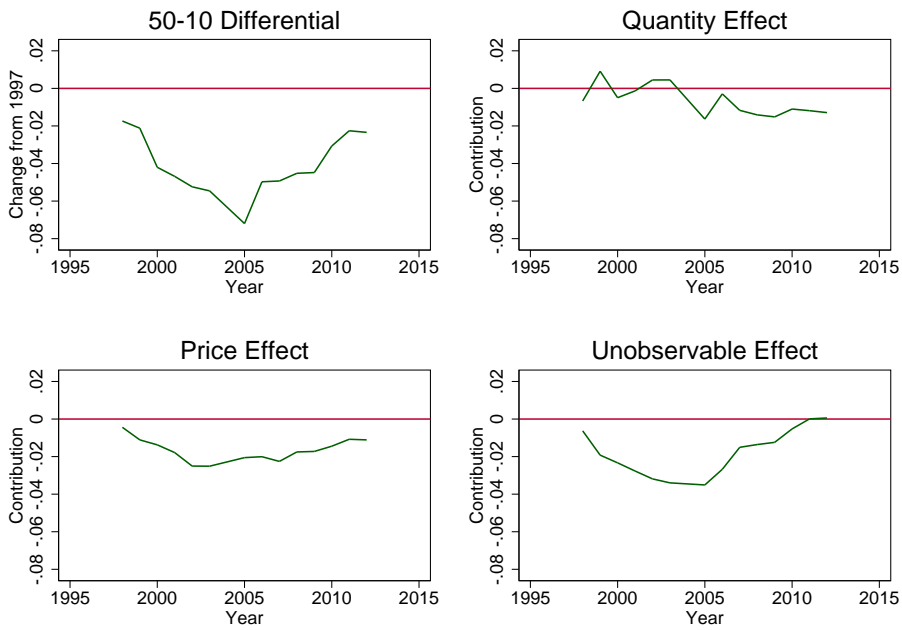 50-10 Differential
Change from 1997
.02
0
-.02
-.04
-.06
-.08
1995 2000 2005 2010 2015
Year
Quantity Effect
Contribution
.02
0
-.02
-.04
-.06
-.08
1995 2000 2005 2010 2015
Year
Price Effect
Contribution
.02
0
-.02
-.04
-.06
-.08
1995 2000 2005 2010 2015
Year
Unobservable Effect
Contribution
.02
0
-.02
-.04
-.06
-.08
1995 2000 2005 2010 2015
Year